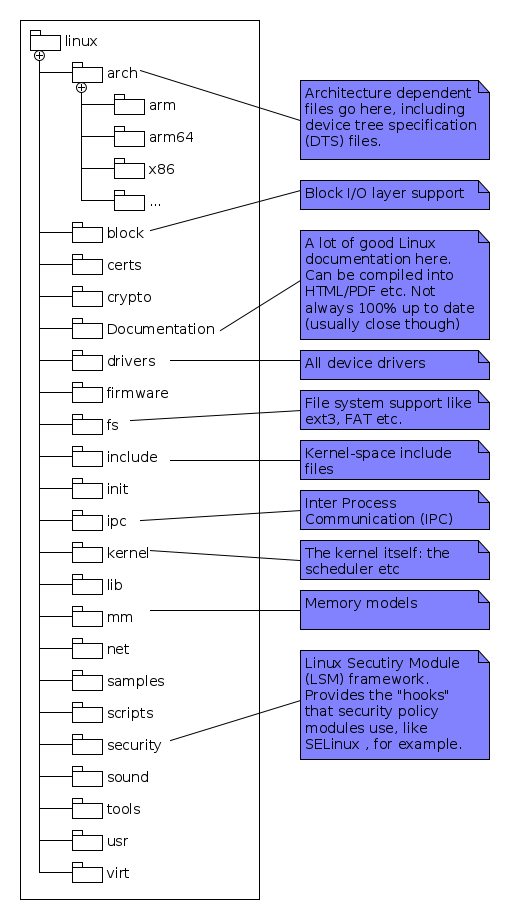 linux
arch
arm
arm64
x86
...
block
certs
crypto
Documentation
drivers
firmware
fs
include
init
ipc
kernel
lib
mm
net
samples
scripts
security
sound
tools
usr
virt
Architecture dependent
files go here, including
device tree specification
(DTS) files.
Block I/O layer support
A lot of good Linux
documentation here.
Can be compiled into
HTML/PDF etc. Not
always 100% up to date
(usually close though)
All device drivers
File system support like
ext3, FAT etc.
Kernel-space include
files
Inter Process
Communication (IPC)
The kernel itself: the
scheduler etc
Memory models
Linux Secutiry Module
(LSM) framework.
Provides the "hooks"
that security policy
modules use, like
SELinux , for example.